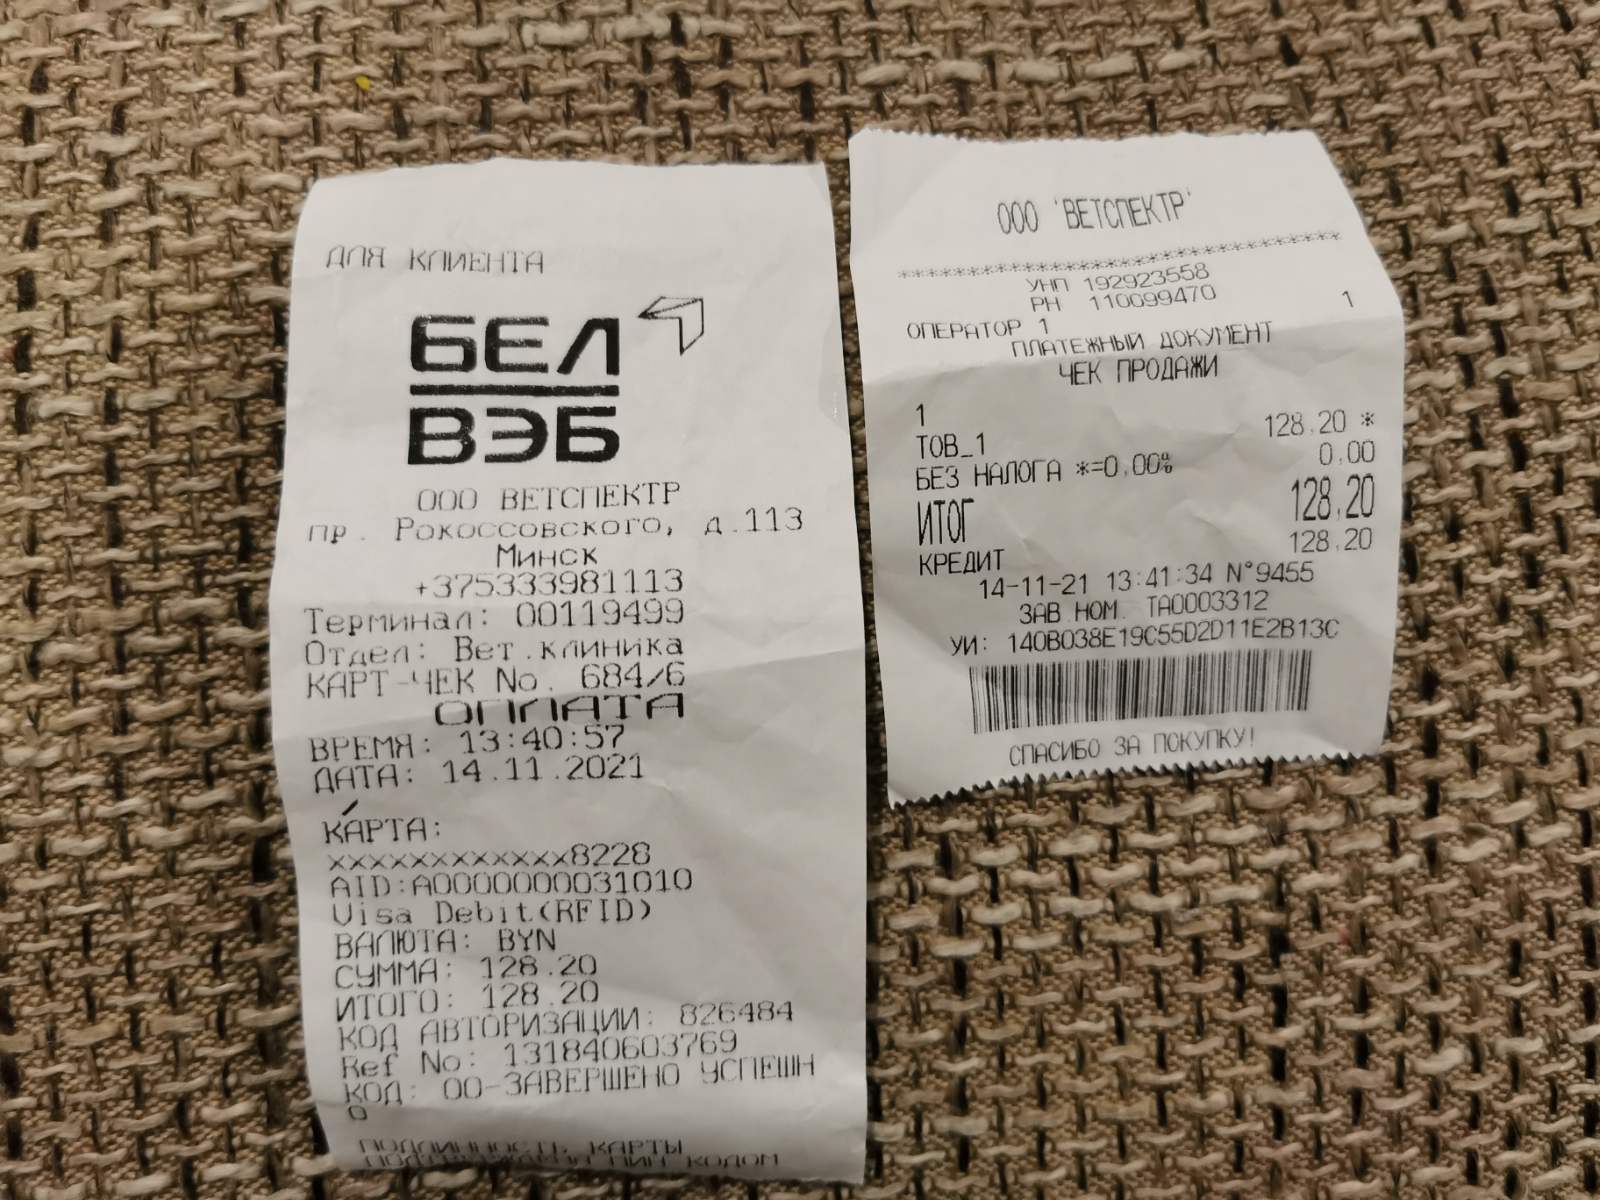 ДЛЯ КЛИЕНТА
БЕЛ
ВЭБ
ООО ВЕТСПЕКТР
пр. Рокоссовского, д.113
Минск
+375333981113
Терминал: 00119499
Отдел: Вет.клиника
КАРТ-ЧЕК No. 684/6
ОПЛАТА
ВРЕМЯ: 13:40:57
ДАТА: 14.11.2021
КАРТА:
xxxxxxxxxxxx8228
AID:A0000000031010
Visa Debit(RFID)
ВАЛЮТА: BYN
СУММА: 128.20
ИТОГО: 128.20
КОД АВТОРИЗАЦИИ: 826484
Ref No: 131840603769
КОД: 00-ЗАВЕРШЕНО УСПЕШН
О
ПОДЛИННОСТЬ КАРТЫ
ПОДТВЕРЖДЕНА ПИН-КОДОМ
ООО 'ВЕТСПЕКТР'
*******************************
УНП 192923558
РН 110099470
ОПЕРАТОР 1 1
ПЛАТЕЖНЫЙ ДОКУМЕНТ
ЧЕК ПРОДАЖИ
1
ТОВ_1 128.20 *
БЕЗ НАЛОГА *=0,00% 0.00
ИТОГ 128.20
КРЕДИТ 128.20
14-11-21 13:41:34 N°9455
ЗАВ.НОМ. TA0003312
УИ: 140B038E19C55D2D11E2B13C
СПАСИБО ЗА ПОКУПКУ!